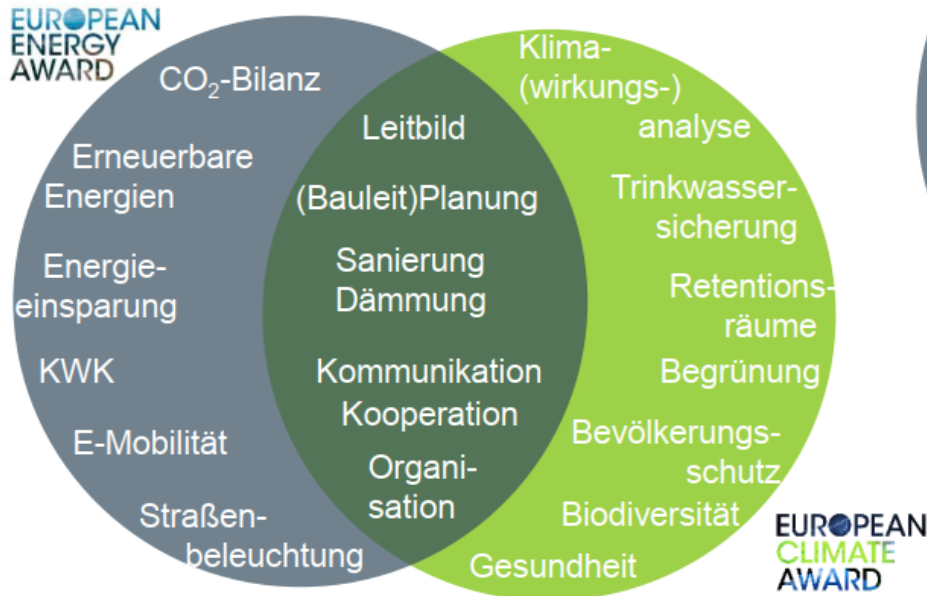 EUROPEAN
ENERGY
AWARD
CO₂-Bilanz
Erneuerbare
Energien
Energie-
einsparung
KWK
E-Mobilität
Straßen-
beleuchtung
Leitbild
(Bauleit)Planung
Sanierung
Dämmung
Kommunikation
Kooperation
Organi-
sation
Klima-
(wirkungs-)
analyse
Trinkwasser-
sicherung
Retentions-
räume
Begrünung
Bevölkerungs-
schutz
Biodiversität
Gesundheit
EUROPEAN
CLIMATE
AWARD